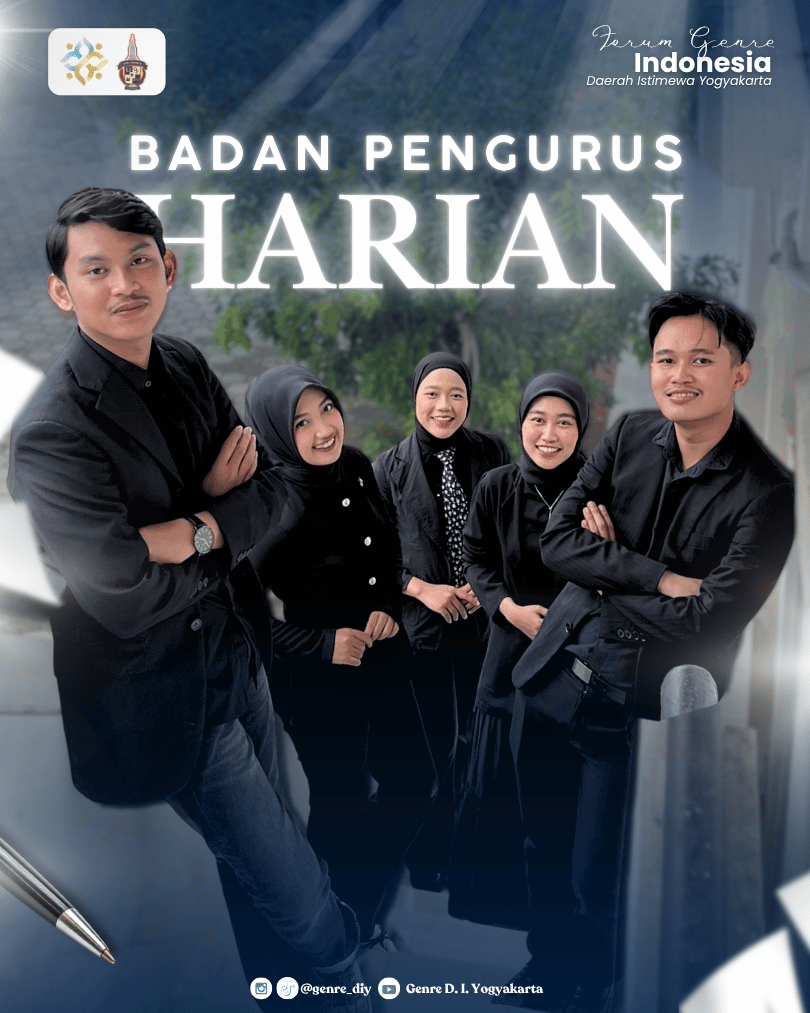 Forum Genre
Indonesia
Daerah Istimewa Yogyakarta
BADAN PENGURUS
HARIAN
@genre_diy Genre D. I. Yogyakarta